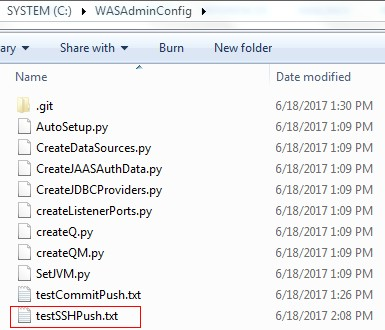 SYSTEM (C:) ▸ WASAdminConfig ▸
ary ▾ Share with ▾ Burn New folder
Name Date modified
.git 6/18/2017 1:30 PM
AutoSetup.py 6/18/2017 1:09 PM
CreateDataSources.py 6/18/2017 1:09 PM
CreateJAASAuthData.py 6/18/2017 1:09 PM
CreateJDBCProviders.py 6/18/2017 1:09 PM
createListenerPorts.py 6/18/2017 1:09 PM
createQ.py 6/18/2017 1:09 PM
createQM.py 6/18/2017 1:09 PM
SetJVM.py 6/18/2017 1:09 PM
testCommitPush.txt 6/18/2017 1:26 PM
testSSHPush.txt 6/18/2017 2:08 PM